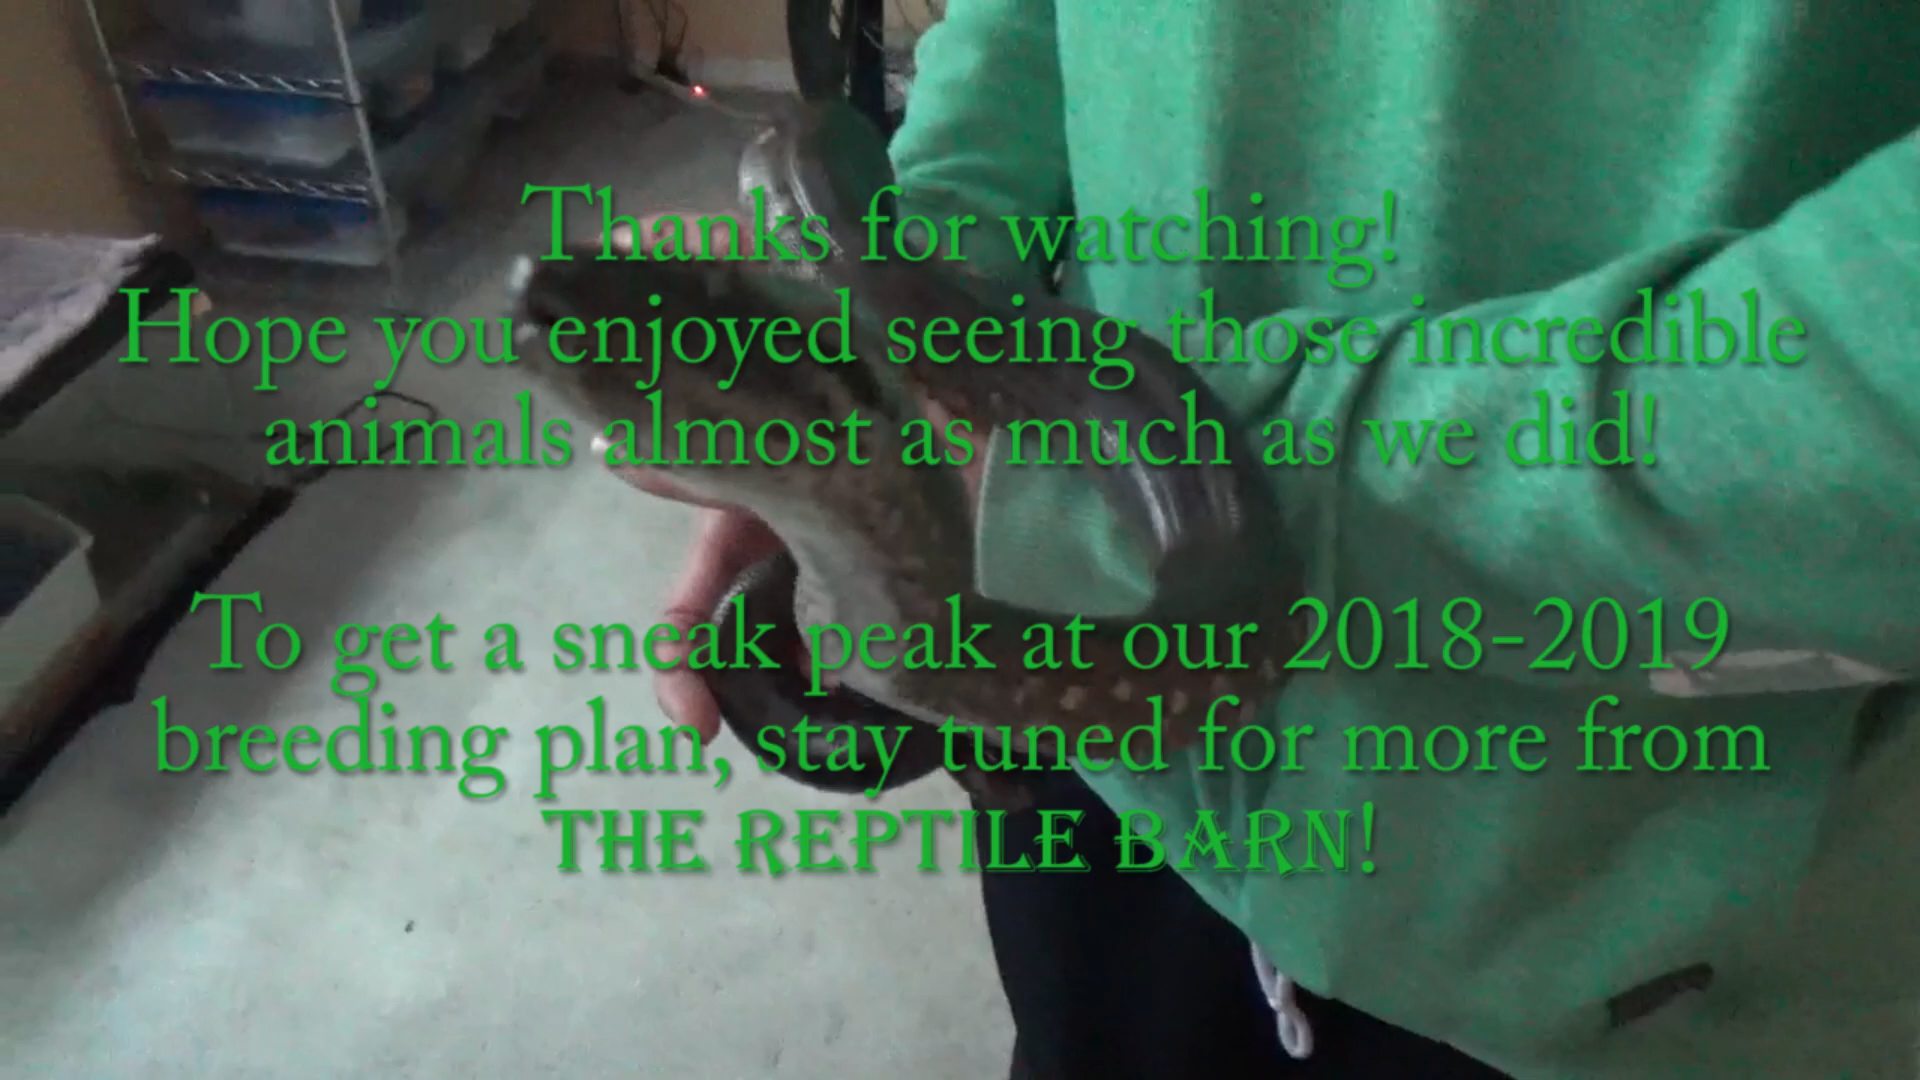 Thanks for watching!
Hope you enjoyed seeing those incredible
animals almost as much as we did!
To get a sneak peak at our 2018-2019
breeding plan, stay tuned for more from
THE REPTILE BARN!